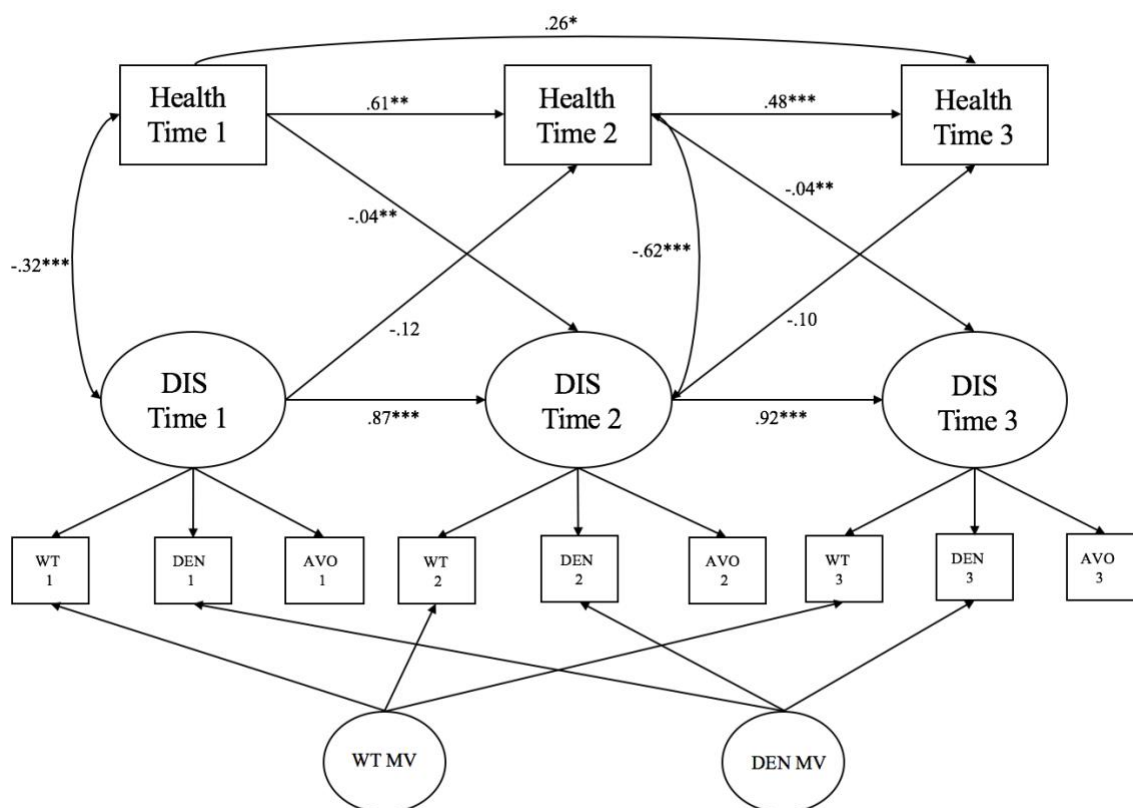 .26*
Health
Time 1
.61**
Health
Time 2
.48***
Health
Time 3
-.04**
-.04**
-.32***
-.62***
-.12
-.10
DIS
Time 1
.87***
DIS
Time 2
.92***
DIS
Time 3
WT
1
DEN
1
AVO
1
WT
2
DEN
2
AVO
2
WT
3
DEN
3
AVO
3
WT MV
DEN MV